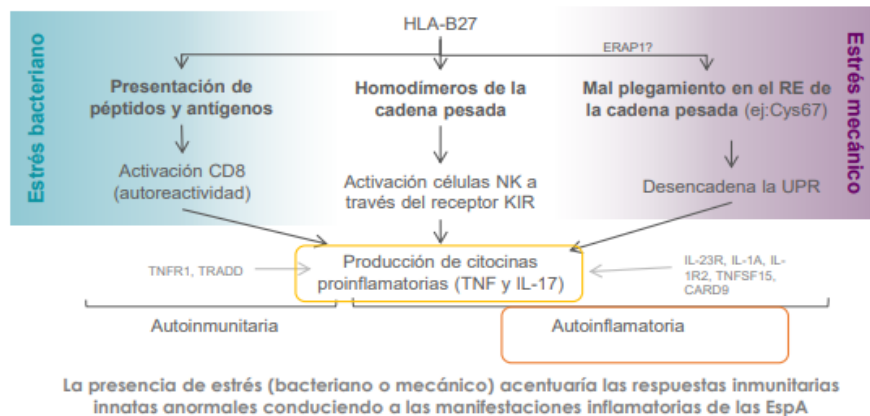 HLA-B27
ERAP1?
Estrés bacteriano
Estrés mecánico
Presentación de
péptidos y antígenos
Homodímeros de la
cadena pesada
Mal plegamiento en el RE de
la cadena pesada (ej:Cys67)
Activación CD8
(autoreactividad)
Activación células NK a
través del receptor KIR
Desencadena la UPR
TNFR1, TRADD
Producción de citocinas
proinflamatorias (TNF y IL-17)
IL-23R, IL-1A, IL-
1R2, TNFSF15,
CARD9
Autoinmunitaria
Autoinflamatoria
La presencia de estrés (bacteriano o mecánico) acentuaría las respuestas inmunitarias
innatas anormales conduciendo a las manifestaciones inflamatorias de las EspA